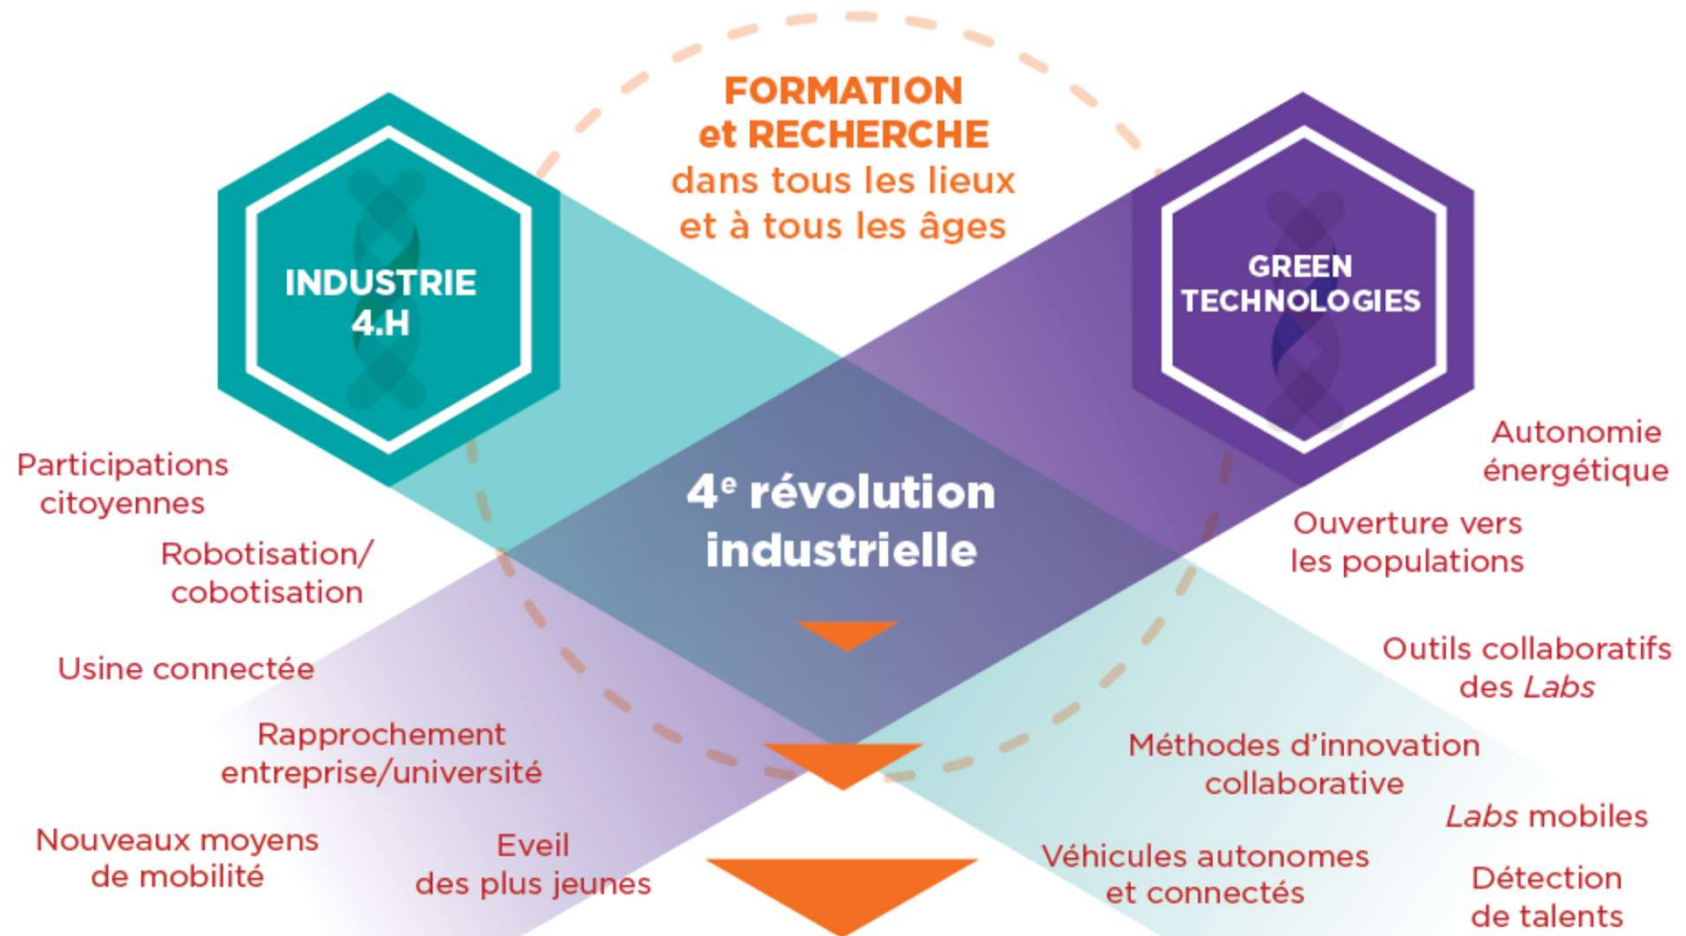 FORMATION
et RECHERCHE
dans tous les lieux
et à tous les âges
INDUSTRIE
4.H
GREEN
TECHNOLOGIES
4e révolution
industrielle
Participations
citoyennes
Robotisation/
cobotisation
Usine connectée
Rapprochement
entreprise/université
Nouveaux moyens
de mobilité
Eveil
des plus jeunes
Autonomie
énergétique
Ouverture vers
les populations
Outils collaboratifs
des Labs
Méthodes d’innovation
collaborative
Labs mobiles
Véhicules autonomes
et connectés
Détection
de talents